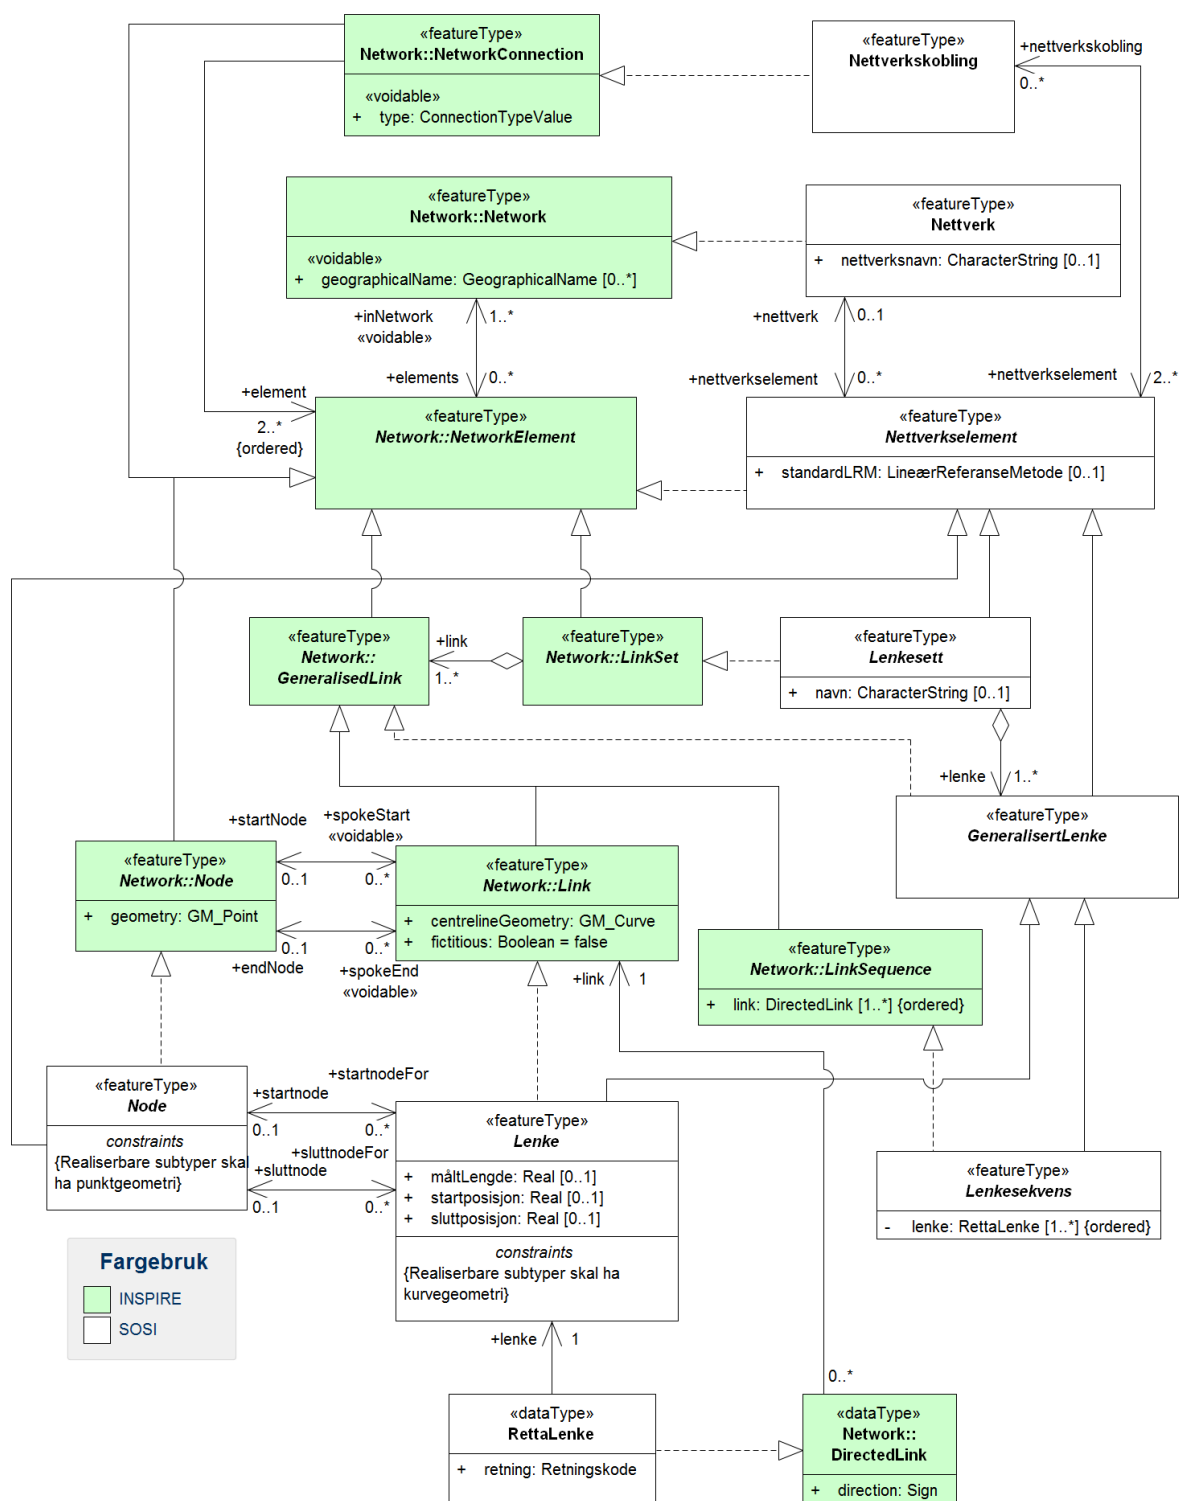 «featureType»
Network::NetworkConnection
«voidable»
+ type: ConnectionTypeValue
«featureType»
Nettverkskobling
+nettverkskobling
0..*
«featureType»
Network::Network
«voidable»
+ geographicalName: GeographicalName [0..*]
«featureType»
Nettverk
+ nettverksnavn: CharacterString [0..1]
+inNetwork
«voidable»
1..*
+nettverk
0..1
+elements
0..*
+nettverkselement
0..*
+nettverkselement
2..*
+element
2..*
{ordered}
«featureType»
Network::NetworkElement
«featureType»
Nettverkselement
+ standardLRM: LineærReferanseMetode [0..1]
«featureType»
Network::
GeneralisedLink
+link
1..*
«featureType»
Network::LinkSet
«featureType»
Lenkesett
+ navn: CharacterString [0..1]
+lenke
1..*
«featureType»
GeneralisertLenke
+startNode
0..1
+spokeStart
«voidable»
0..*
«featureType»
Network::Node
+ geometry: GM_Point
0..1
+endNode
0..*
+spokeEnd
«voidable»
«featureType»
Network::Link
+ centrelineGeometry: GM_Curve
+ fictitious: Boolean = false
+link
1
«featureType»
Network::LinkSequence
+ link: DirectedLink [1..*] {ordered}
«featureType»
Node
constraints
{Realiserbare subtyper skal
ha punktgeometri}
+startnode
0..1
+startnodeFor
0..*
+sluttnodeFor
+sluttnode
0..1
0..*
«featureType»
Lenke
+ måltLengde: Real [0..1]
+ startposisjon: Real [0..1]
+ sluttposisjon: Real [0..1]
constraints
{Realiserbare subtyper skal ha
kurvegeometri}
«featureType»
Lenkesekvens
- lenke: RettaLenke [1..*] {ordered}
Fargebruk
INSPIRE
SOSI
+lenke
1
0..*
«dataType»
RettaLenke
+ retning: Retningskode
«dataType»
Network::
DirectedLink
+ direction: Sign